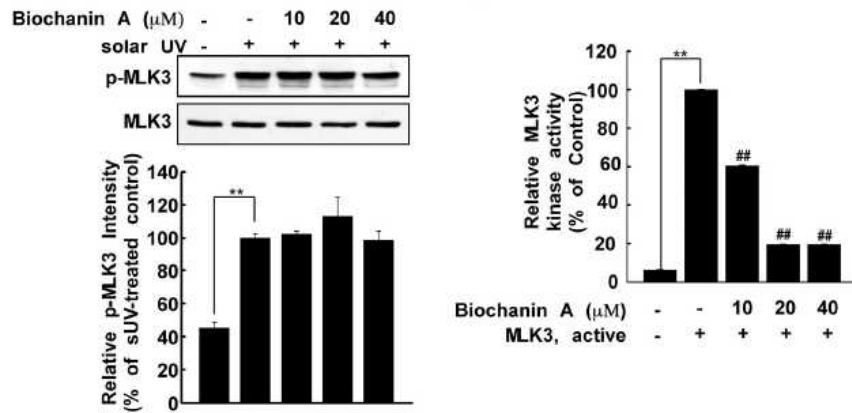 Biochanin A (μM) - - 10 20 40
solar UV - + + + +
p-MLK3
MLK3
Relative p-MLK3 Intensity
(% of sUV-treated control)
140
120
100
80
60
40
20
0
**
Relative MLK3
kinase activity
(% of Control)
120
100
80
60
40
20
0
**
##
##
##
Biochanin A (μM) - - 10 20 40
MLK3, active - + + + +